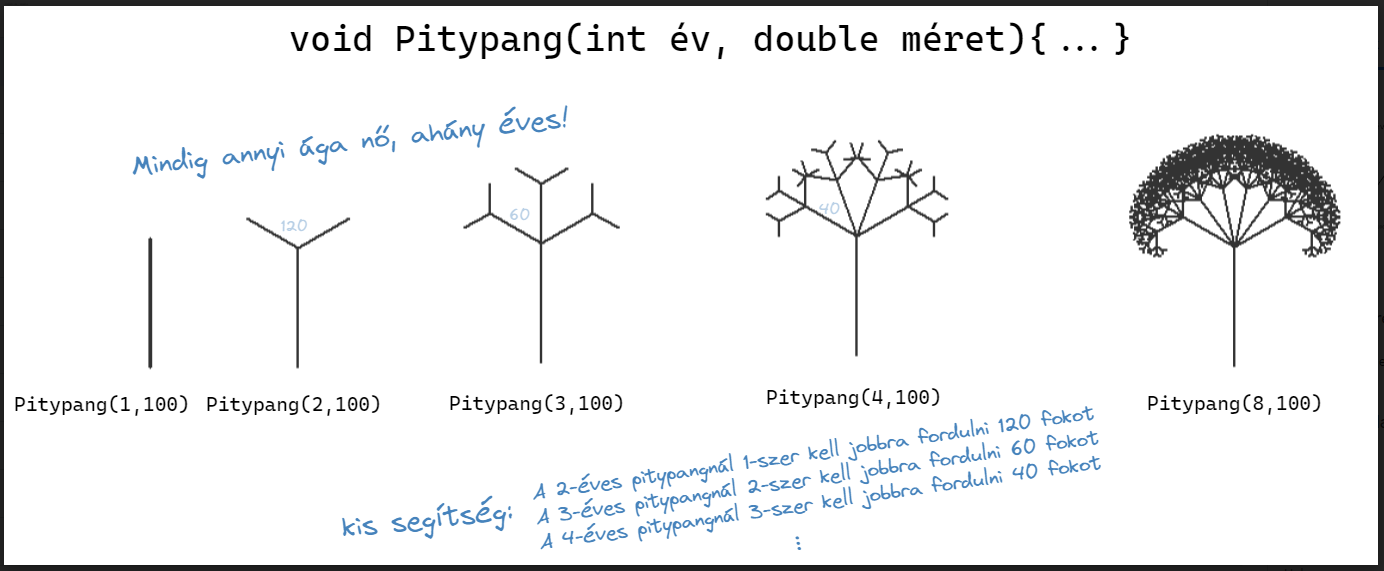 void Pitypang(int év, double méret){ ... }
Mindig annyi ága nő, ahány éves!
120
60
40
Pitypang(1,100)
Pitypang(2,100)
Pitypang(3,100)
Pitypang(4,100)
Pitypang(8,100)
kis segítség:
A 2-éves pitypangnál 1-szer kell jobbra fordulni 120 fokot
A 3-éves pitypangnál 2-szer kell jobbra fordulni 60 fokot
A 4-éves pitypangnál 3-szer kell jobbra fordulni 40 fokot
⋮